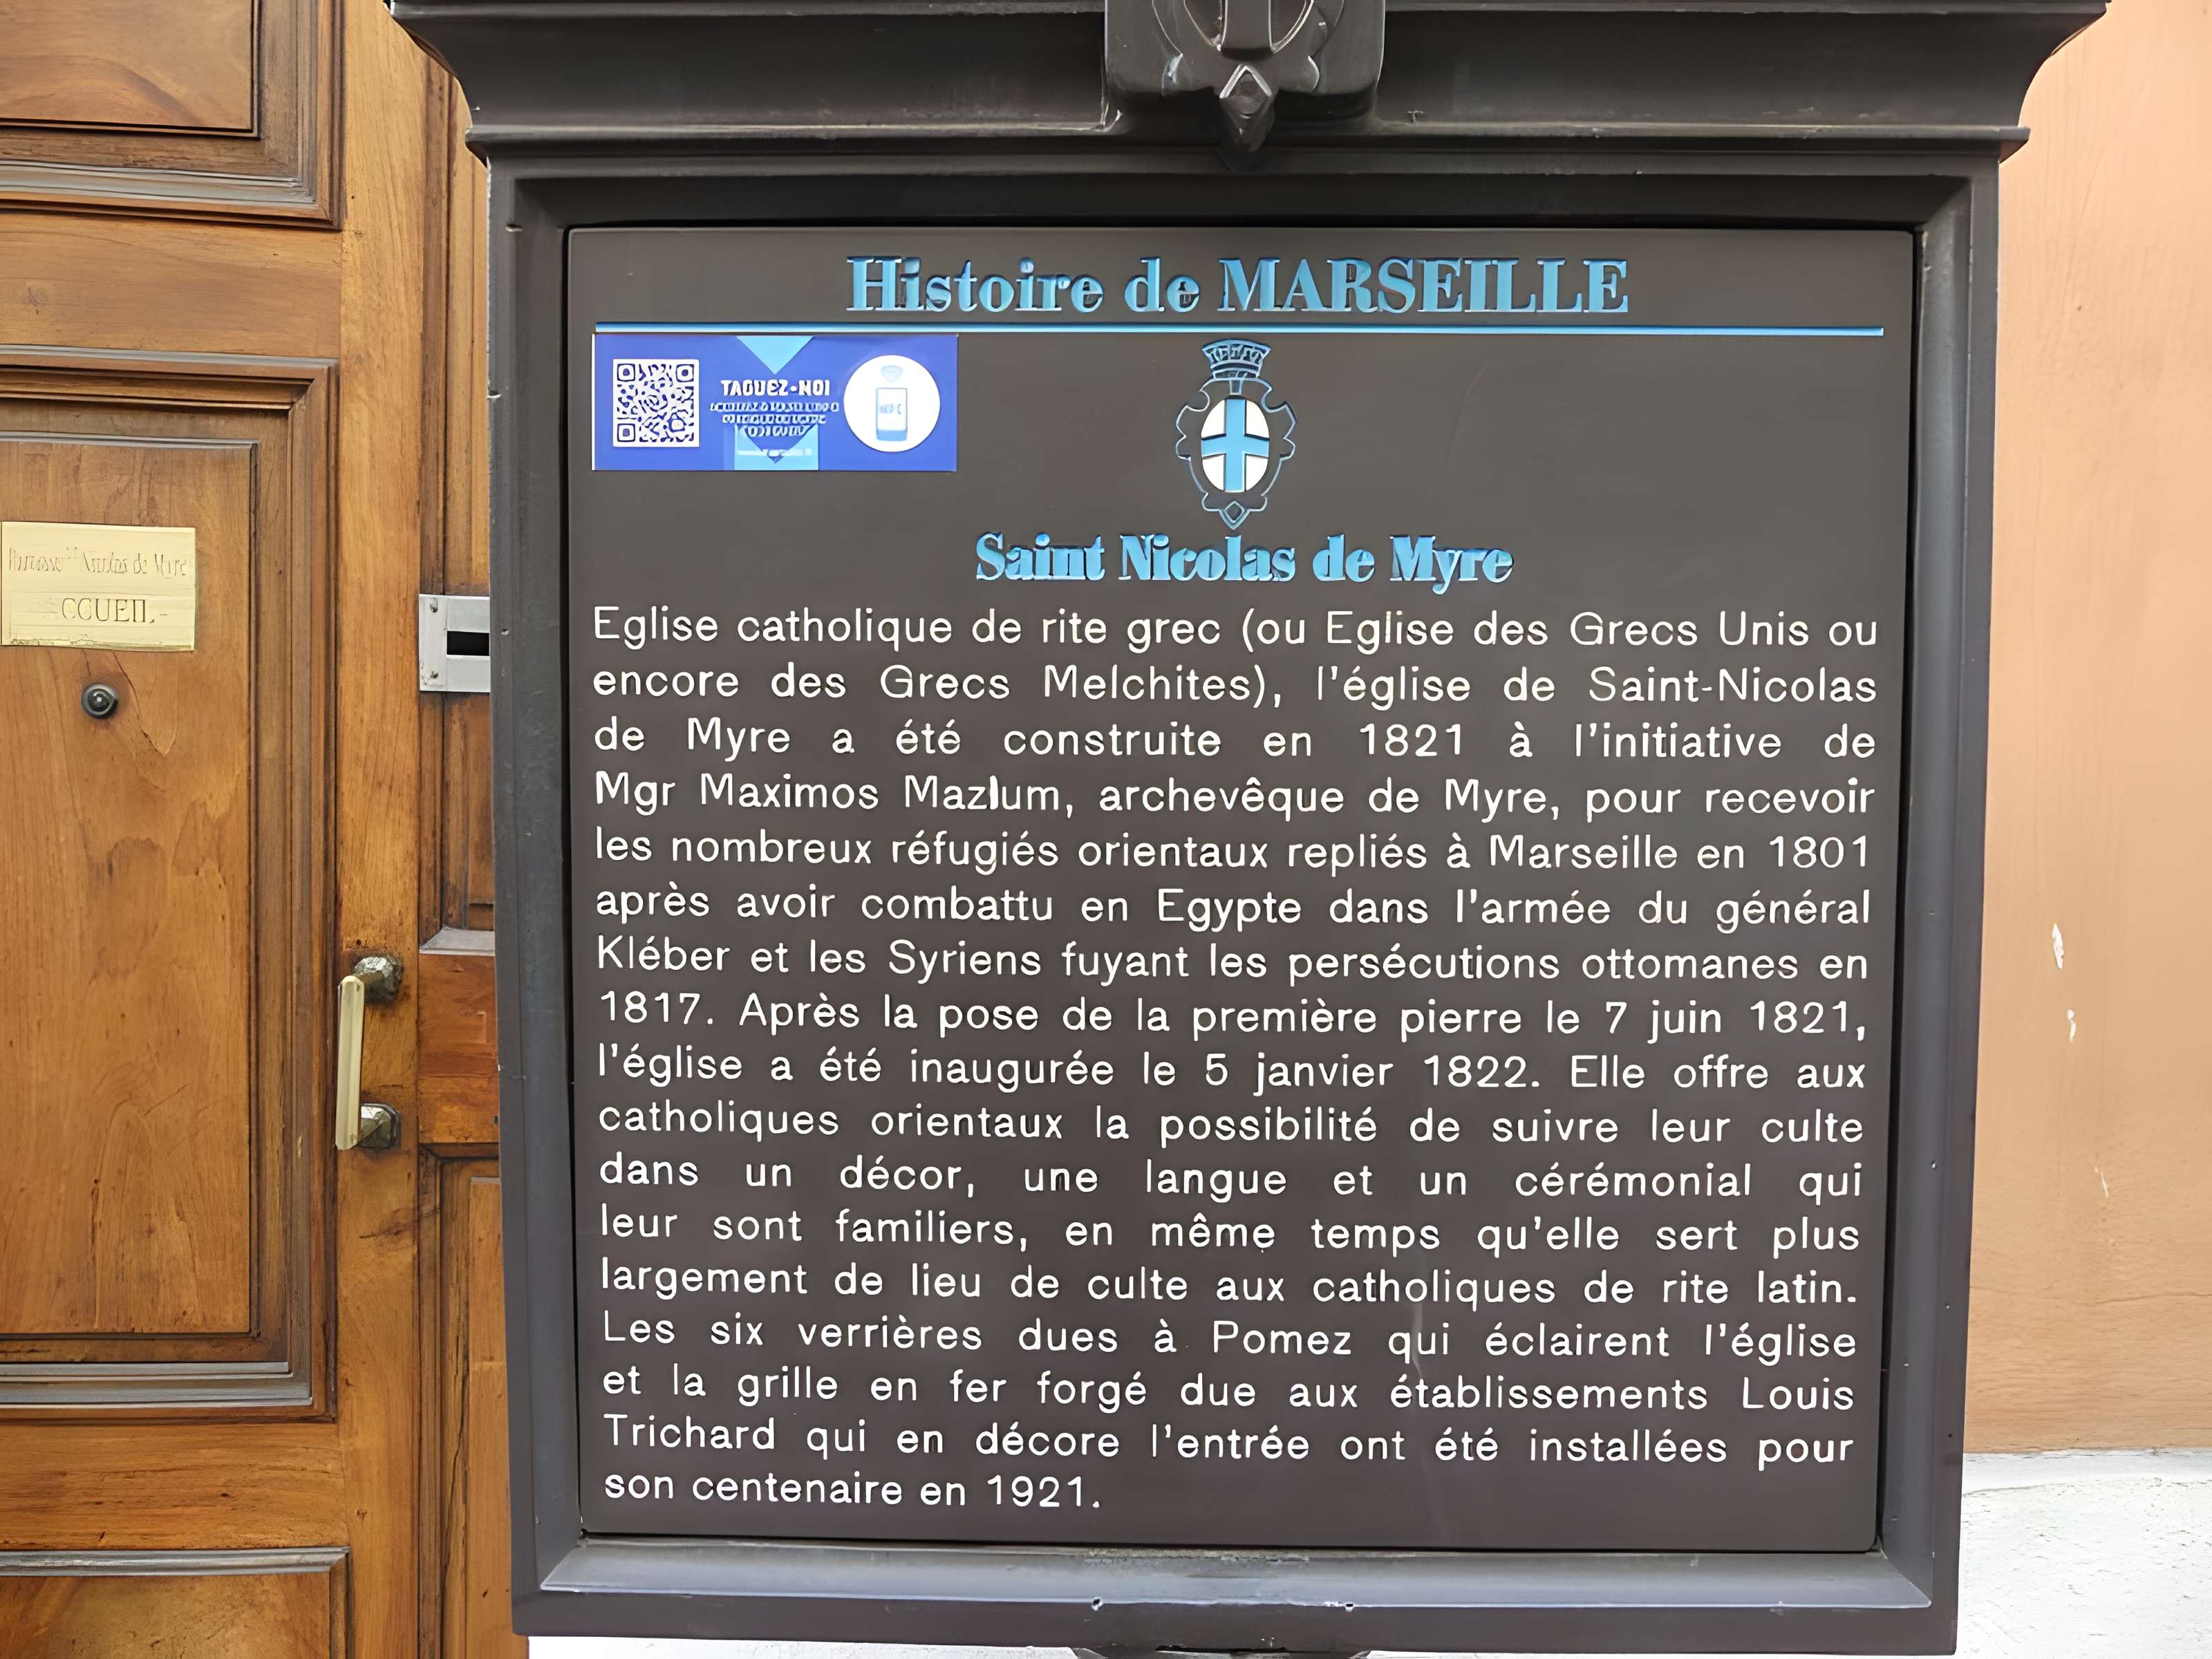 Histoire de MARSEILLE
TAGUEZ-MOI
Saint Nicolas de Myre
Nicolas de Myre
ACCUEIL -
Eglise catholique de rite grec (ou Eglise des Grecs Unis ou
encore des Grecs Melchites), l'église de Saint-Nicolas
de Myre a été construite en 1821 à l'initiative de
Mgr Maximos Mazlum, archevêque de Myre, pour recevoir
les nombreux réfugiés orientaux repliés à Marseille en 1801
après avoir combattu en Egypte dans l'armée du général
Kléber et les Syriens fuyant les persécutions ottomanes en
1817. Après la pose de la première pierre le 7 juin 1821,
l'église a été inaugurée le 5 janvier 1822. Elle offre aux
catholiques orientaux la possibilité de suivre leur culte
dans un décor, une langue et un cérémonial qui
leur sont familiers, en même temps qu'elle sert plus
largement de lieu de culte aux catholiques de rite latin.
Les six verrières dues à Pomez qui éclairent l'église
et la grille en fer forgé due aux établissements Louis
Trichard qui en décore l'entrée ont été installées pour
son centenaire en 1921.